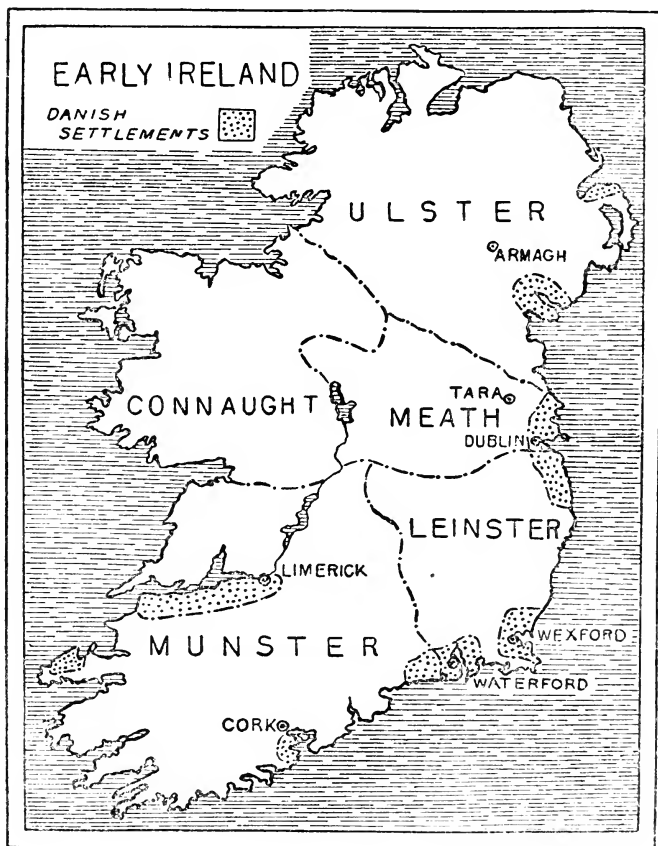 EARLY IRELAND
DANISH
SETTLEMENTS
ULSTER
ARMAGH
CONNAUGHT
TARA
MEATH
DUBLIN
LEINSTER
LIMERICK
MUNSTER
WEXFORD
WATERFORD
CORK